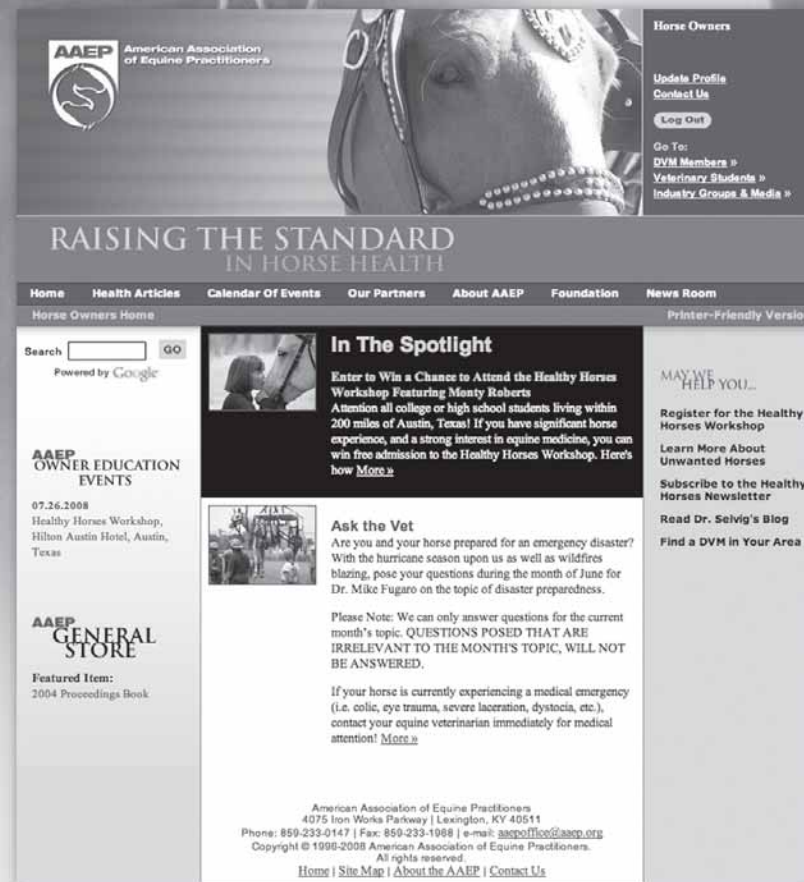 AAEP
American Association
of Equine Practitioners
Horse Owners
Update Profile
Contact Us
Log Out
Go To:
DVM Members »
Veterinary Students »
Industry Groups & Media »
RAISING THE STANDARD
IN HORSE HEALTH
Home Health Articles Calendar Of Events Our Partners About AAEP Foundation News Room
Horse Owners Home Printer-Friendly Versio
Search GO
Powered by Google
AAEP
OWNER EDUCATION
EVENTS
07.26.2008
Healthy Horses Workshop,
Hilton Austin Hotel, Austin,
Texas
AAEP
GENERAL
STORE
Featured Item:
2004 Proceedings Book
In The Spotlight
Enter to Win a Chance to Attend the Healthy Horses
Workshop Featuring Monty Roberts
Attention all college or high school students living within
200 miles of Austin, Texas! If you have significant horse
experience, and a strong interest in equine medicine, you can
win free admission to the Healthy Horses Workshop. Here's
how More »
Ask the Vet
Are you and your horse prepared for an emergency disaster?
With the hurricane season upon us as well as wildfires
blazing, pose your questions during the month of June for
Dr. Mike Fugaro on the topic of disaster preparedness.
Please Note: We can only answer questions for the current
month's topic. QUESTIONS POSED THAT ARE
IRRELEVANT TO THE MONTH'S TOPIC, WILL NOT
BE ANSWERED.
If your horse is currently experiencing a medical emergency
(i.e. colic, eye trauma, severe laceration, dystocia, etc.),
contact your equine veterinarian immediately for medical
attention! More »
MAY WE
HELP YOU...
Register for the Healthy
Horses Workshop
Learn More About
Unwanted Horses
Subscribe to the Healthy
Horses Newsletter
Read Dr. Selvig's Blog
Find a DVM in Your Area
American Association of Equine Practitioners
4075 Iron Works Parkway | Lexington, KY 40511
Phone: 859-233-0147 | Fax: 859-233-1968 | e-mail: aaepoffice@aaep.org
Copyright © 1996-2008 American Association of Equine Practitioners.
All rights reserved.
Home | Site Map | About the AAEP | Contact Us